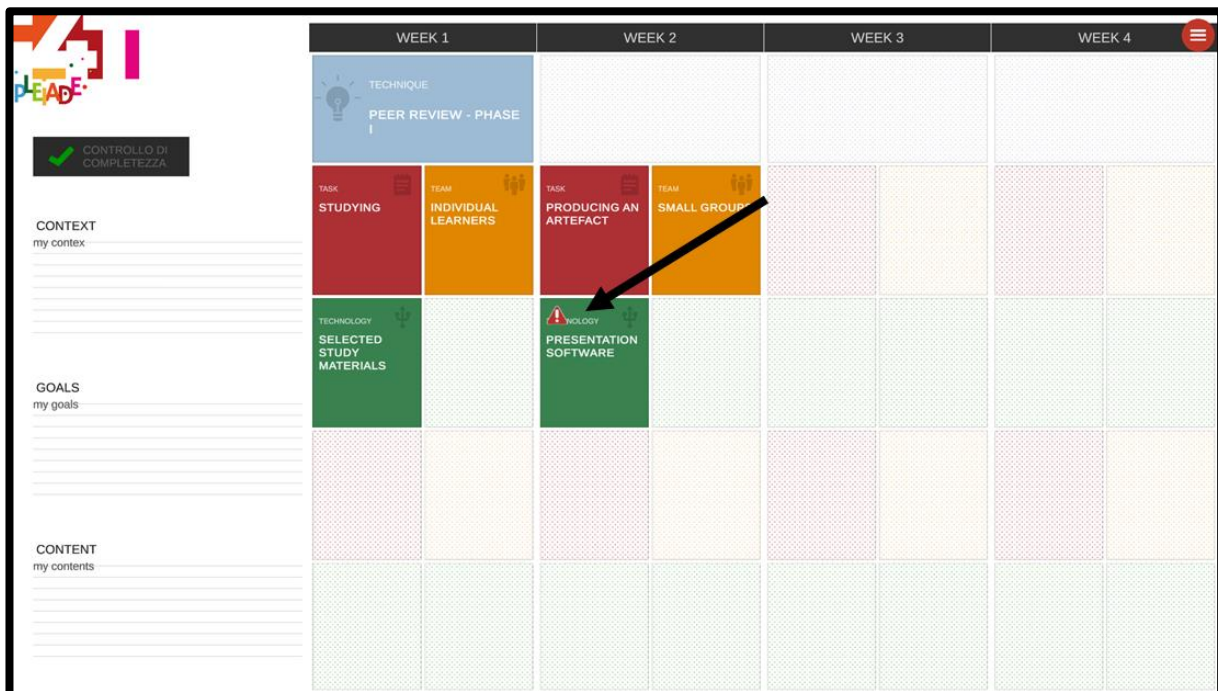 4T
PLEIADE
CONTROLLO DI
COMPLETEZZA
CONTEXT
my contex
GOALS
my goals
CONTENT
my contents
WEEK 1
WEEK 2
WEEK 3
WEEK 4
TECHNIQUE
PEER REVIEW - PHASE
I
TASK
STUDYING
TEAM
INDIVIDUAL
LEARNERS
TASK
PRODUCING AN
ARTEFACT
TEAM
SMALL GROUPS
TECHNOLOGY
SELECTED
STUDY
MATERIALS
NOLOGY
PRESENTATION
SOFTWARE